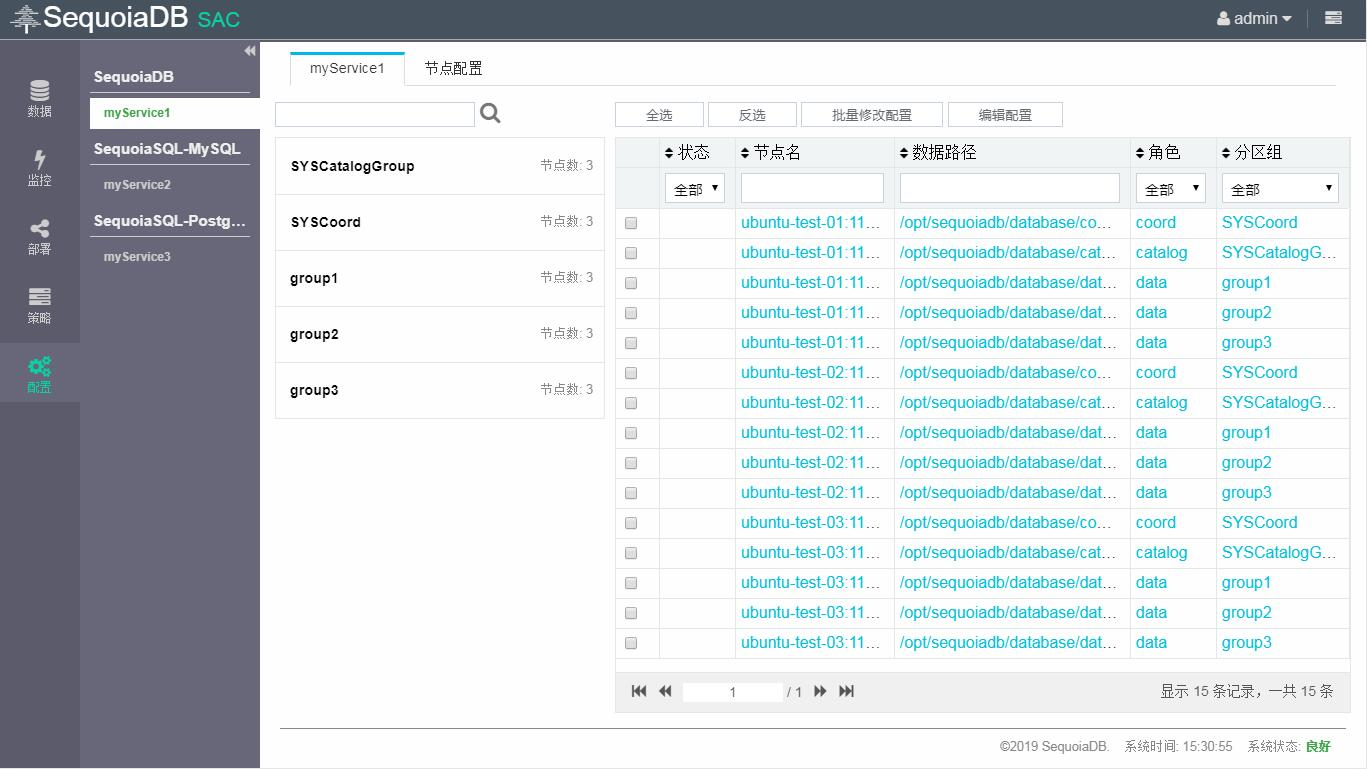 SequoiaDB SAC
admin
数据
监控
部署
策略
配置
SequoiaDB
myService1
SequoiaSQL-MySQL
myService2
SequoiaSQL-Postg...
myService3
myService1 节点配置
SYSCatalogGroup 节点数: 3
SYSCoord 节点数: 3
group1 节点数: 3
group2 节点数: 3
group3 节点数: 3
全选 反选 批量修改配置 编辑配置
状态 节点名 数据路径 角色 分区组
全部 全部 全部
ubuntu-test-01:11... /opt/sequoiadb/database/co... coord SYSCoord
ubuntu-test-01:11... /opt/sequoiadb/database/cat... catalog SYSCatalogG...
ubuntu-test-01:11... /opt/sequoiadb/database/dat... data group1
ubuntu-test-01:11... /opt/sequoiadb/database/dat... data group2
ubuntu-test-01:11... /opt/sequoiadb/database/dat... data group3
ubuntu-test-02:11... /opt/sequoiadb/database/co... coord SYSCoord
ubuntu-test-02:11... /opt/sequoiadb/database/cat... catalog SYSCatalogG...
ubuntu-test-02:11... /opt/sequoiadb/database/dat... data group1
ubuntu-test-02:11... /opt/sequoiadb/database/dat... data group2
ubuntu-test-02:11... /opt/sequoiadb/database/dat... data group3
ubuntu-test-03:11... /opt/sequoiadb/database/co... coord SYSCoord
ubuntu-test-03:11... /opt/sequoiadb/database/cat... catalog SYSCatalogG...
ubuntu-test-03:11... /opt/sequoiadb/database/dat... data group1
ubuntu-test-03:11... /opt/sequoiadb/database/dat... data group2
ubuntu-test-03:11... /opt/sequoiadb/database/dat... data group3
1 / 1 显示 15 条记录，一共 15 条
©2019 SequoiaDB. 系统时间: 15:30:55 系统状态: 良好